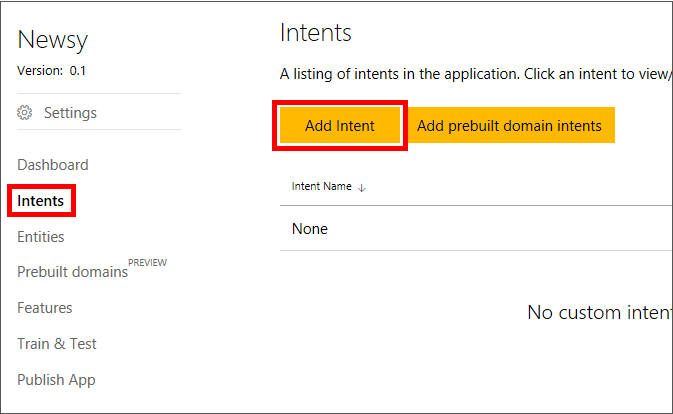 Newsy
Version: 0.1
Settings
Dashboard
Intents
Entities
Prebuilt domains PREVIEW
Features
Train & Test
Publish App
Intents
A listing of intents in the application. Click an intent to view/
Add Intent
Add prebuilt domain intents
Intent Name ↓
None
No custom inten